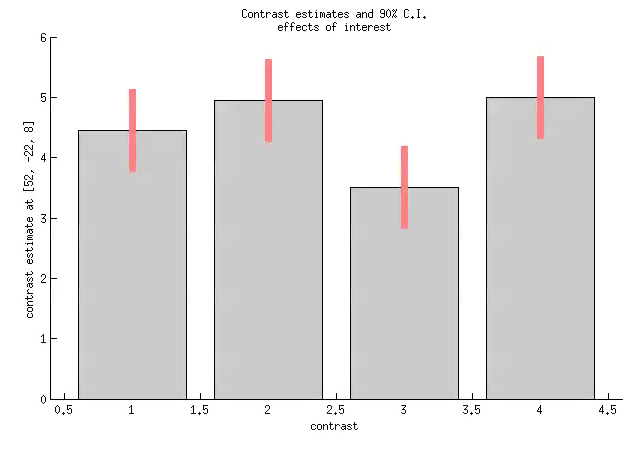 Contrast estimates and 90% C.I.
effects of interest
6
5
4
3
2
1
0
contrast estimate at [52, -22, 8]
0.5 1 1.5 2 2.5 3 3.5 4 4.5
contrast